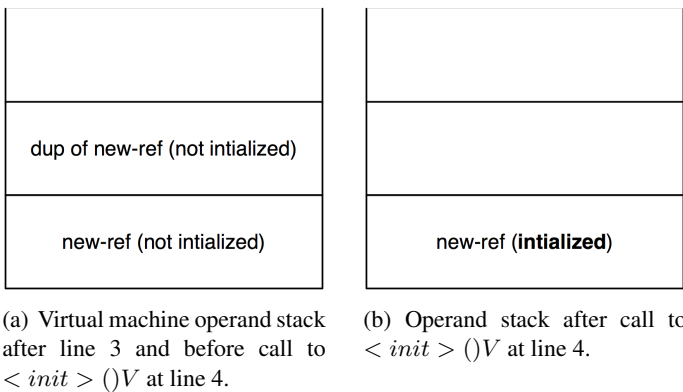 dup of new-ref (not intialized)
new-ref (not intialized)
new-ref (intialized)
(a) Virtual machine operand stack
after line 3 and before call to
< init > ()V at line 4.
(b) Operand stack after call to
< init > ()V at line 4.